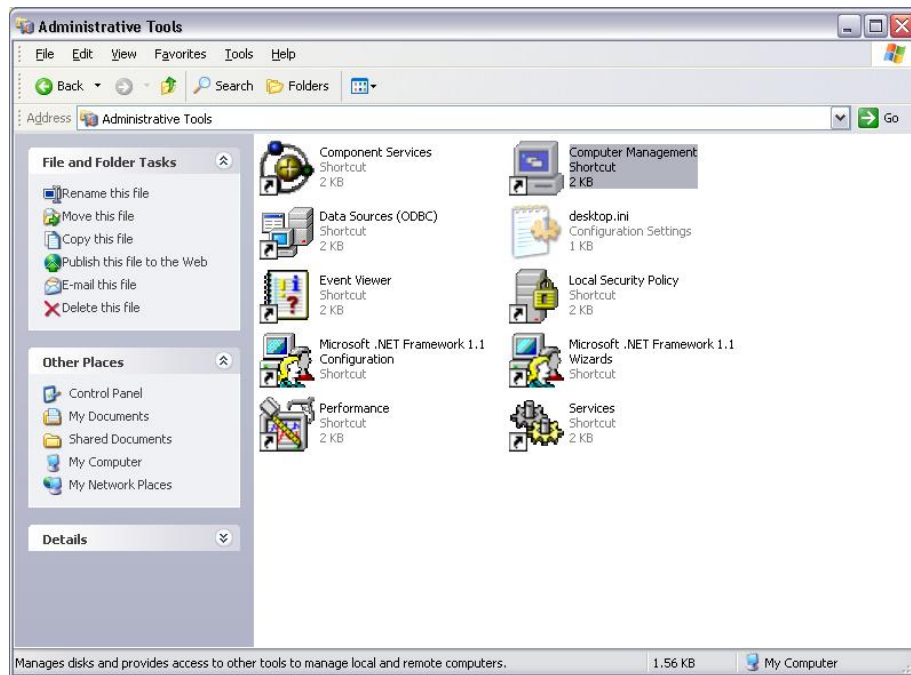 Administrative Tools
File Edit View Favorites Tools Help
Back Search Folders
Address Administrative Tools Go
File and Folder Tasks
Rename this file
Move this file
Copy this file
Publish this file to the Web
E-mail this file
Delete this file
Other Places
Control Panel
My Documents
Shared Documents
My Computer
My Network Places
Details
Component Services
Shortcut
2 KB
Computer Management
Shortcut
2 KB
Data Sources (ODBC)
Shortcut
2 KB
desktop.ini
Configuration Settings
1 KB
Event Viewer
Shortcut
2 KB
Local Security Policy
Shortcut
2 KB
Microsoft .NET Framework 1.1
Configuration
Shortcut
Microsoft .NET Framework 1.1
Wizards
Shortcut
Performance
Shortcut
2 KB
Services
Shortcut
2 KB
Manages disks and provides access to other tools to manage local and remote computers. 1.56 KB My Computer